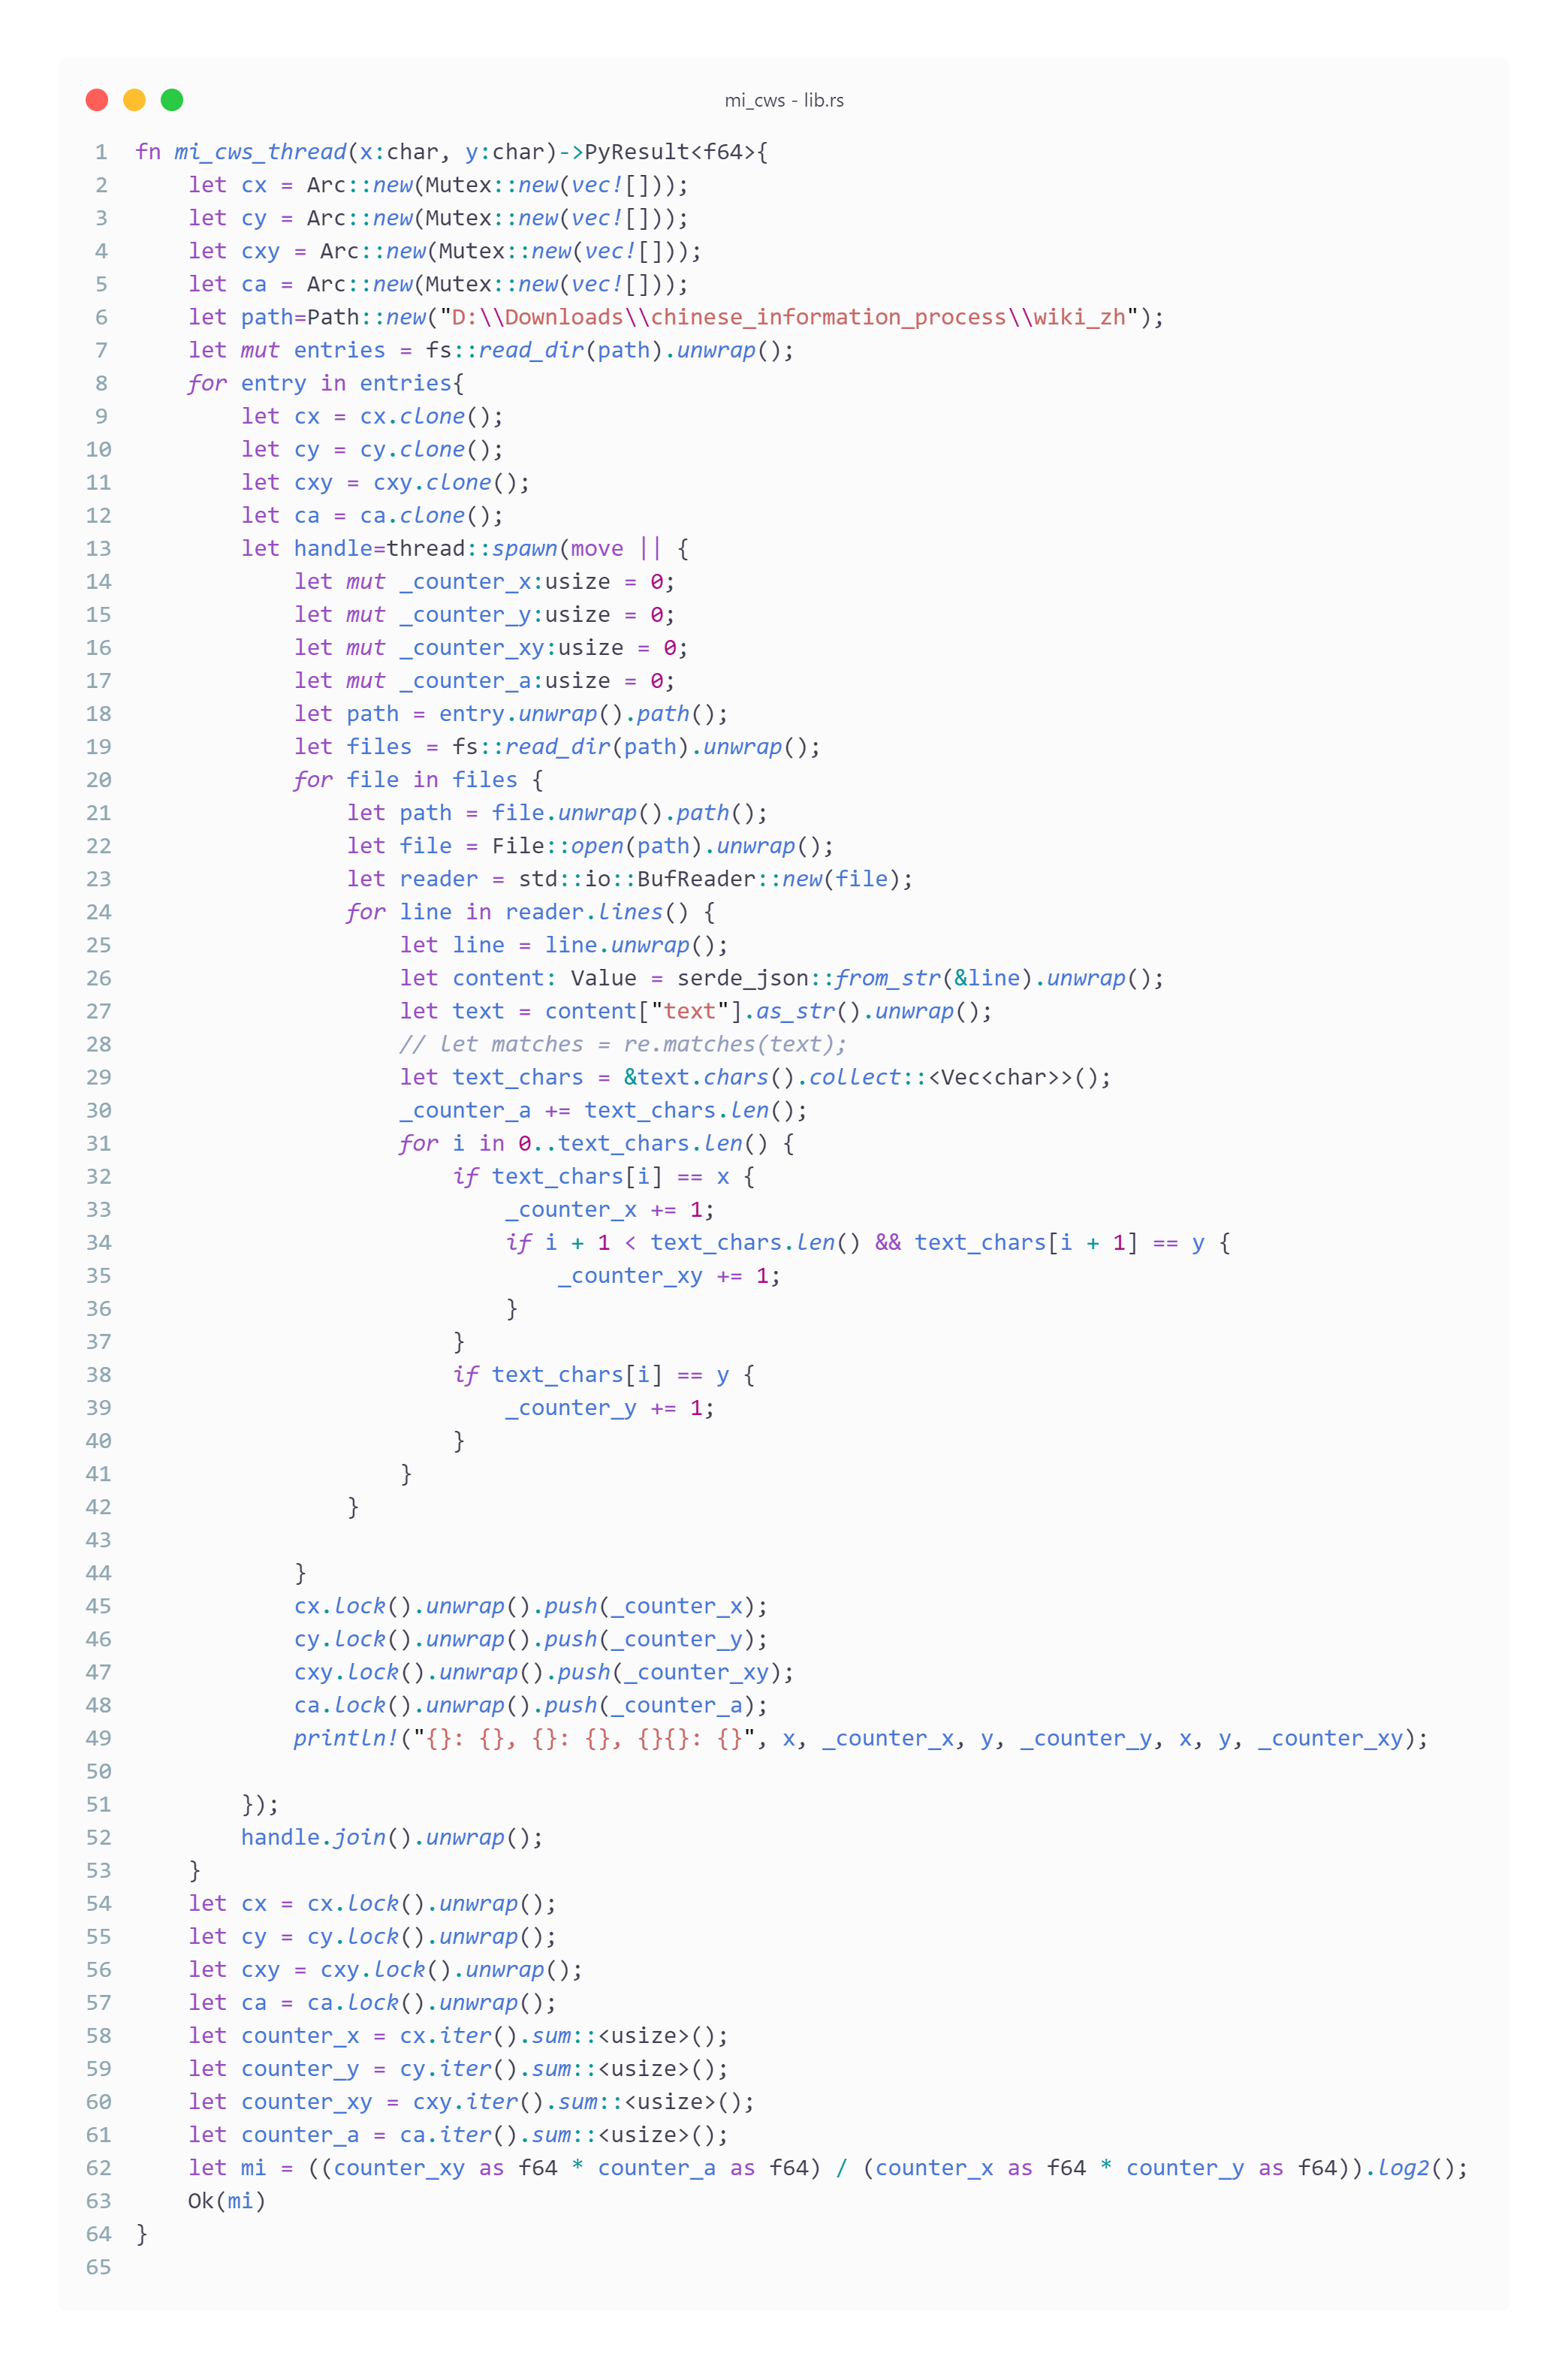 mi_cws - lib.rs
1 fn mi_cws_thread(x:char, y:char)->PyResult<f64>{
2     let cx = Arc::new(Mutex::new(vec![]));
3     let cy = Arc::new(Mutex::new(vec![]));
4     let cxy = Arc::new(Mutex::new(vec![]));
5     let ca = Arc::new(Mutex::new(vec![]));
6     let path=Path::new("D:\\Downloads\\chinese_information_process\\wiki_zh");
7     let mut entries = fs::read_dir(path).unwrap();
8     for entry in entries{
9         let cx = cx.clone();
10         let cy = cy.clone();
11         let cxy = cxy.clone();
12         let ca = ca.clone();
13         let handle=thread::spawn(move || {
14             let mut _counter_x:usize = 0;
15             let mut _counter_y:usize = 0;
16             let mut _counter_xy:usize = 0;
17             let mut _counter_a:usize = 0;
18             let path = entry.unwrap().path();
19             let files = fs::read_dir(path).unwrap();
20             for file in files {
21                 let path = file.unwrap().path();
22                 let file = File::open(path).unwrap();
23                 let reader = std::io::BufReader::new(file);
24                 for line in reader.lines() {
25                     let line = line.unwrap();
26                     let content: Value = serde_json::from_str(&line).unwrap();
27                     let text = content["text"].as_str().unwrap();
28                     // let matches = re.matches(text);
29                     let text_chars = &text.chars().collect::<Vec<char>>();
30                     _counter_a += text_chars.len();
31                     for i in 0..text_chars.len() {
32                         if text_chars[i] == x {
33                             _counter_x += 1;
34                             if i + 1 < text_chars.len() && text_chars[i + 1] == y {
35                                 _counter_xy += 1;
36                             }
37                         }
38                         if text_chars[i] == y {
39                             _counter_y += 1;
40                         }
41                     }
42                 }
43
44             }
45             cx.lock().unwrap().push(_counter_x);
46             cy.lock().unwrap().push(_counter_y);
47             cxy.lock().unwrap().push(_counter_xy);
48             ca.lock().unwrap().push(_counter_a);
49             println!("{}: {}, {}: {}, {}{}: {}", x, _counter_x, y, _counter_y, x, y, _counter_xy);
50
51         });
52         handle.join().unwrap();
53     }
54     let cx = cx.lock().unwrap();
55     let cy = cy.lock().unwrap();
56     let cxy = cxy.lock().unwrap();
57     let ca = ca.lock().unwrap();
58     let counter_x = cx.iter().sum::<usize>();
59     let counter_y = cy.iter().sum::<usize>();
60     let counter_xy = cxy.iter().sum::<usize>();
61     let counter_a = ca.iter().sum::<usize>();
62     let mi = ((counter_xy as f64 * counter_a as f64) / (counter_x as f64 * counter_y as f64)).log2();
63     Ok(mi)
64 }
65